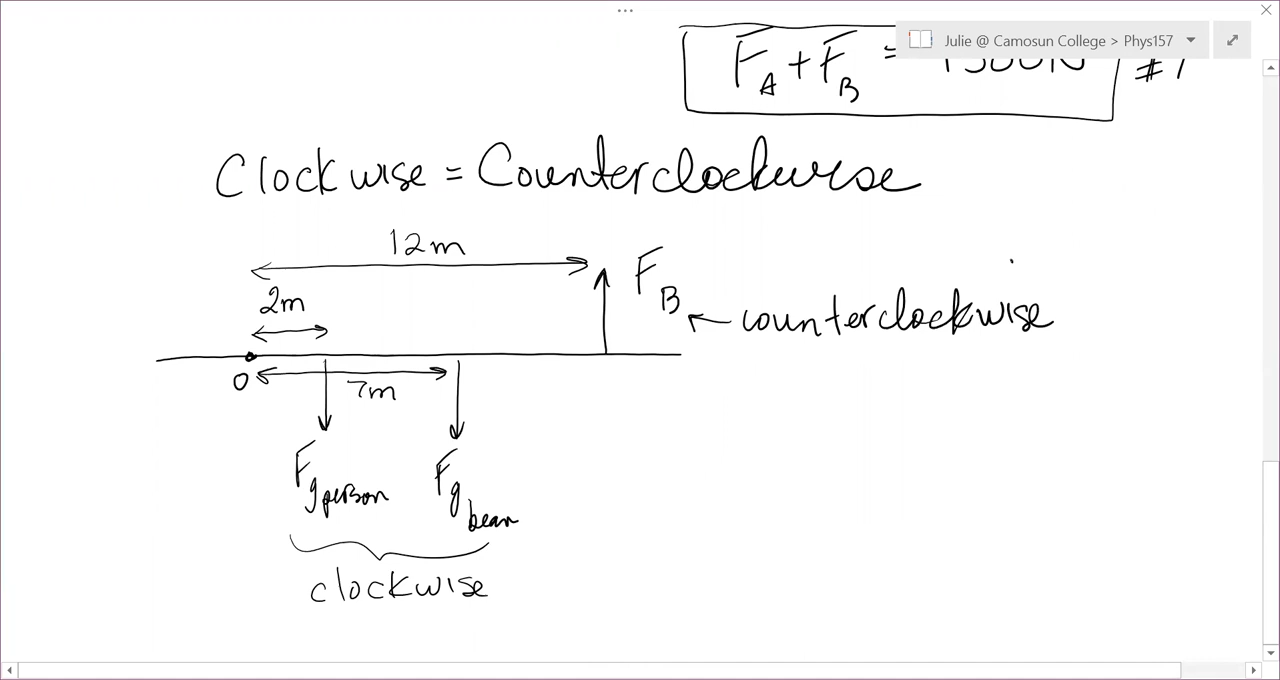 Julie @ Camosun College > Phys157
F_A + F_B =
Clockwise = Counterclockwise
12m
F_B
2m
counterclockwise
0
7m
F_g person
F_g beam
clockwise